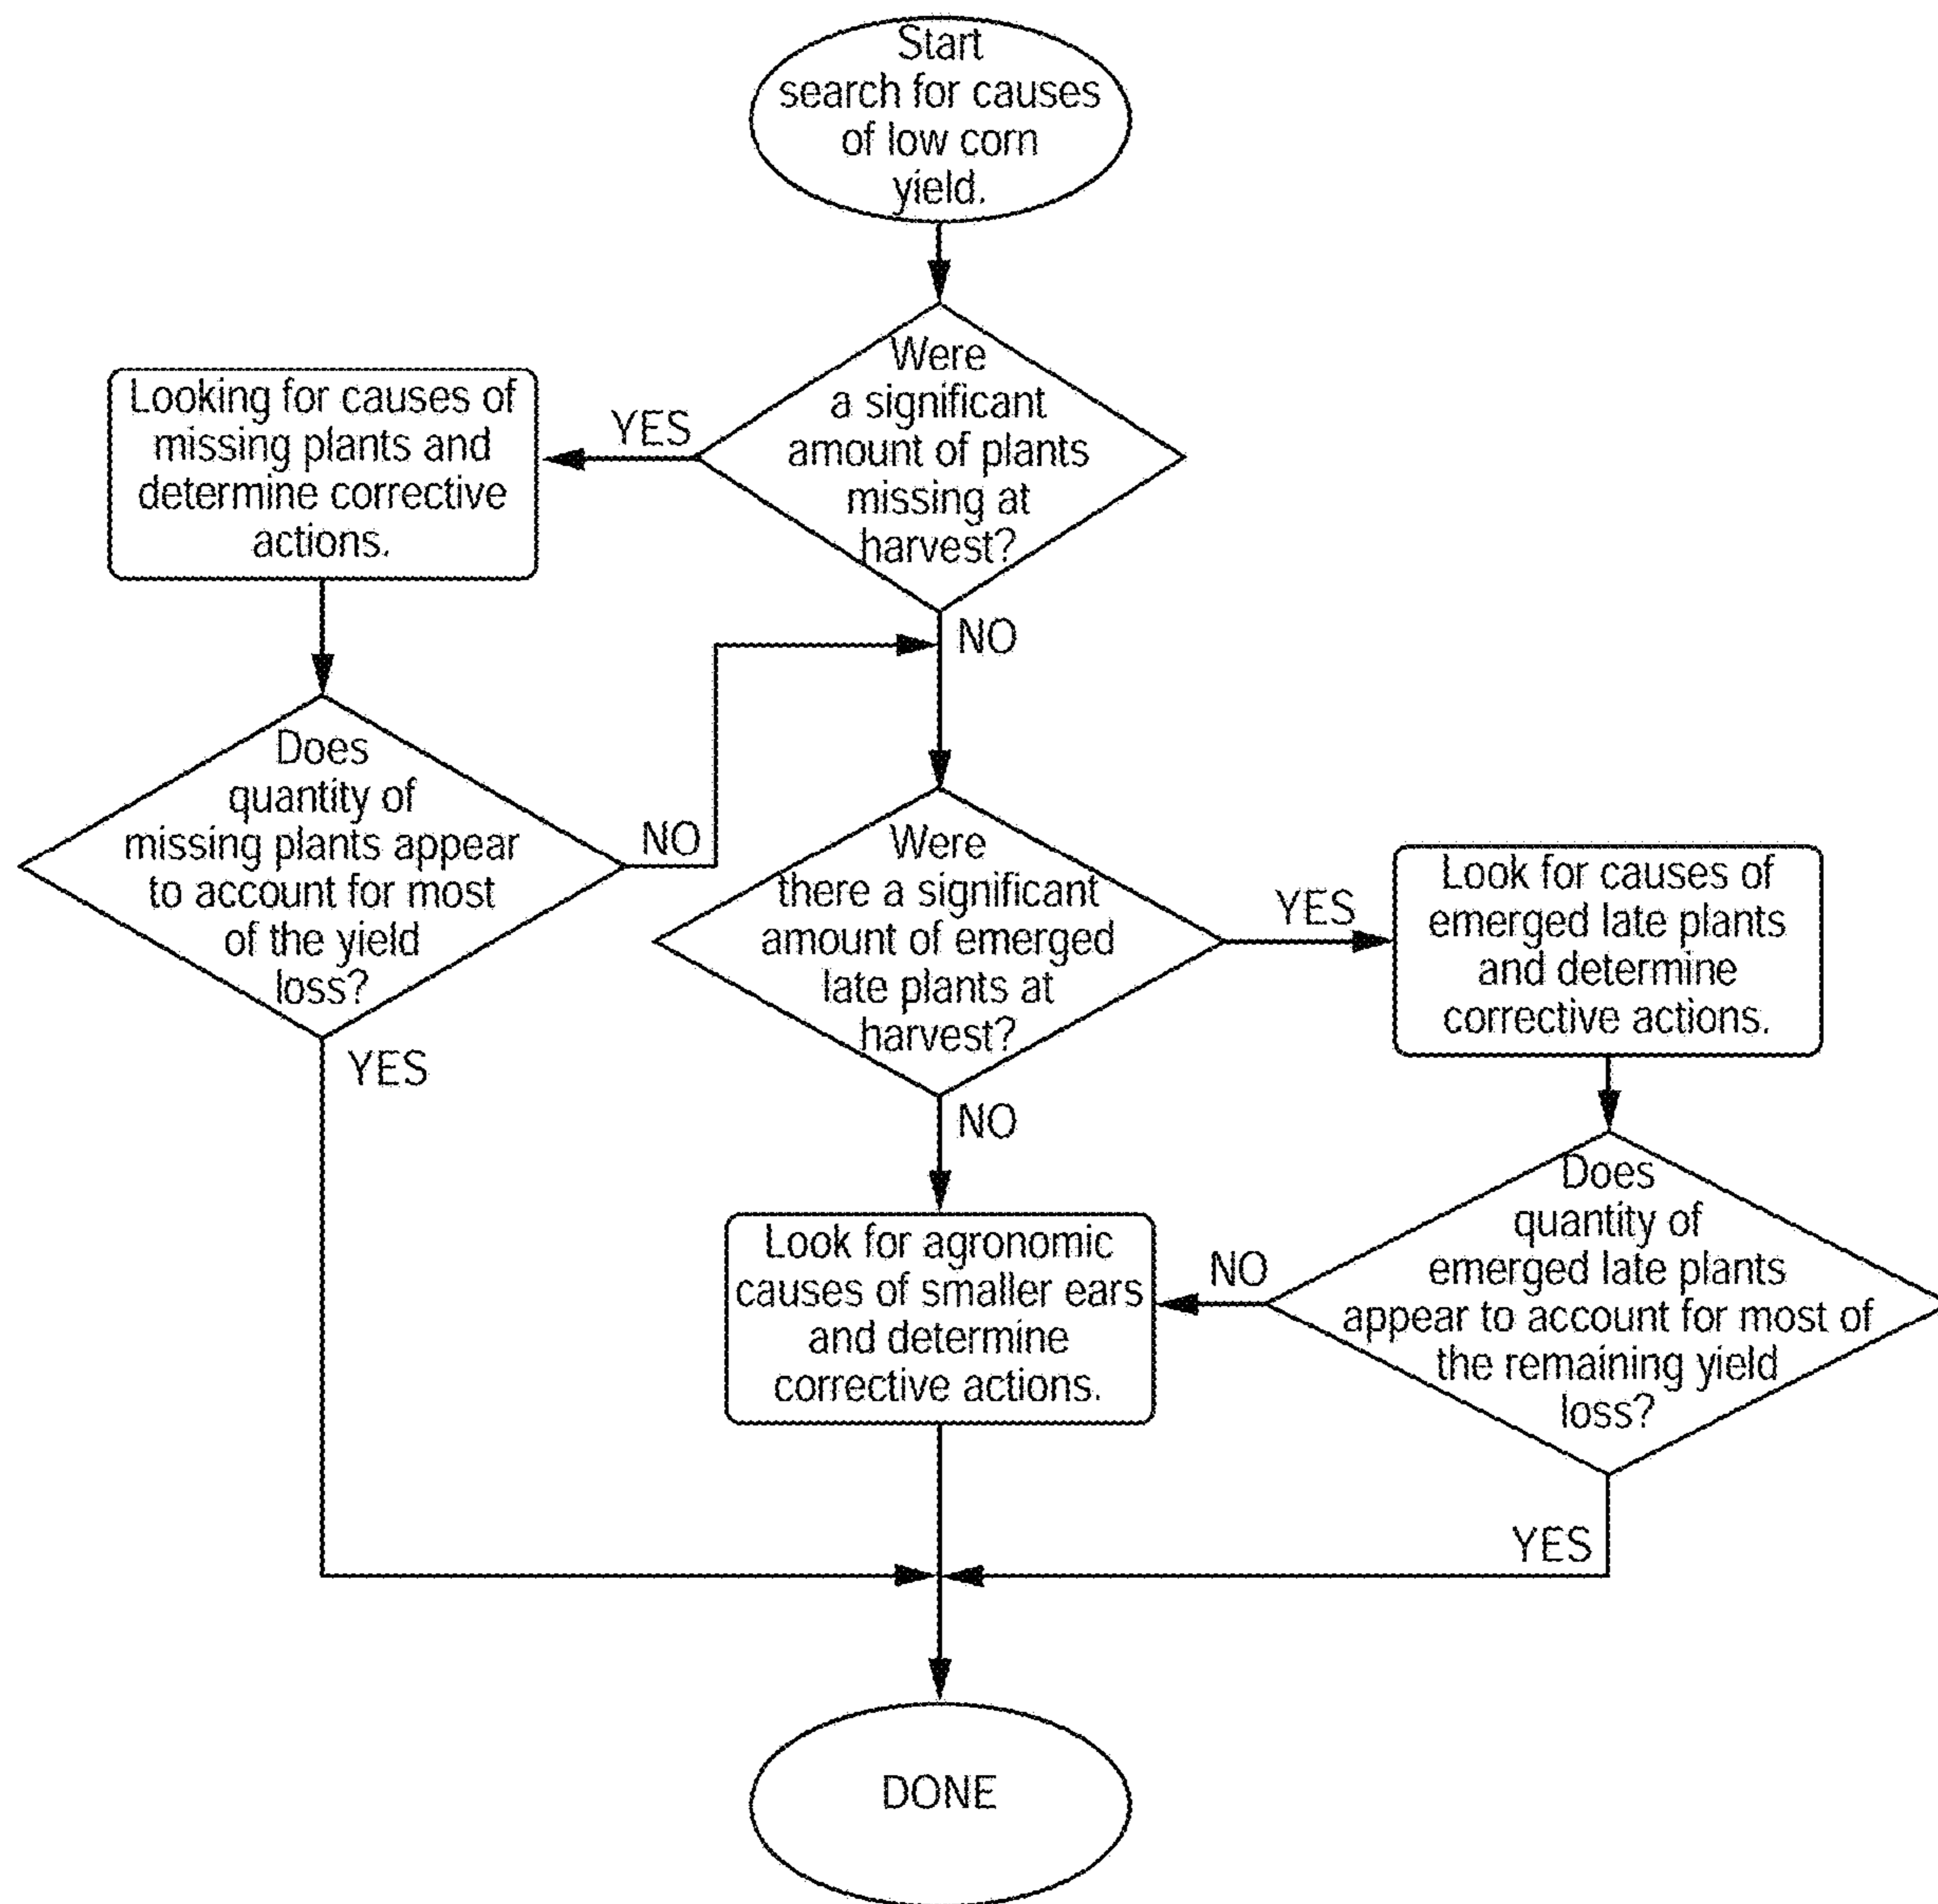 Start
search for causes
of low corn
yield.
Were
a significant
amount of plants
missing at
harvest?
YES
Looking for causes of
missing plants and
determine corrective
actions.
NO
Does
quantity of
missing plants appear
to account for most
of the yield
loss?
NO
YES
Were
there a significant
amount of emerged
late plants at
harvest?
YES
Look for causes of
emerged late plants
and determine
corrective actions.
NO
Does
quantity of
emerged late plants
appear to account for most of
the remaining yield
loss?
NO
Look for agronomic
causes of smaller ears
and determine
corrective actions.
YES
DONE